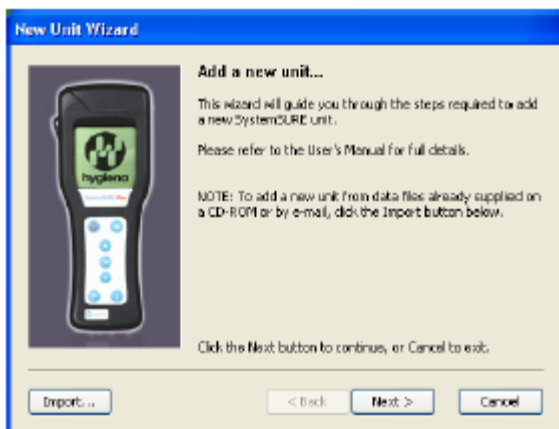 New Unit Wizard
Add a new unit...
This wizard will guide you through the steps required to add
a new SystemSURE unit.
Please refer to the User's Manual for full details.
hygiena
SystemSURE Plus
NOTE: To add a new unit from data files already supplied on
a CD-ROM or by e-mail, click the Import button below.
Click the Next button to continue, or Cancel to exit.
Import...
< Back
Next >
Cancel